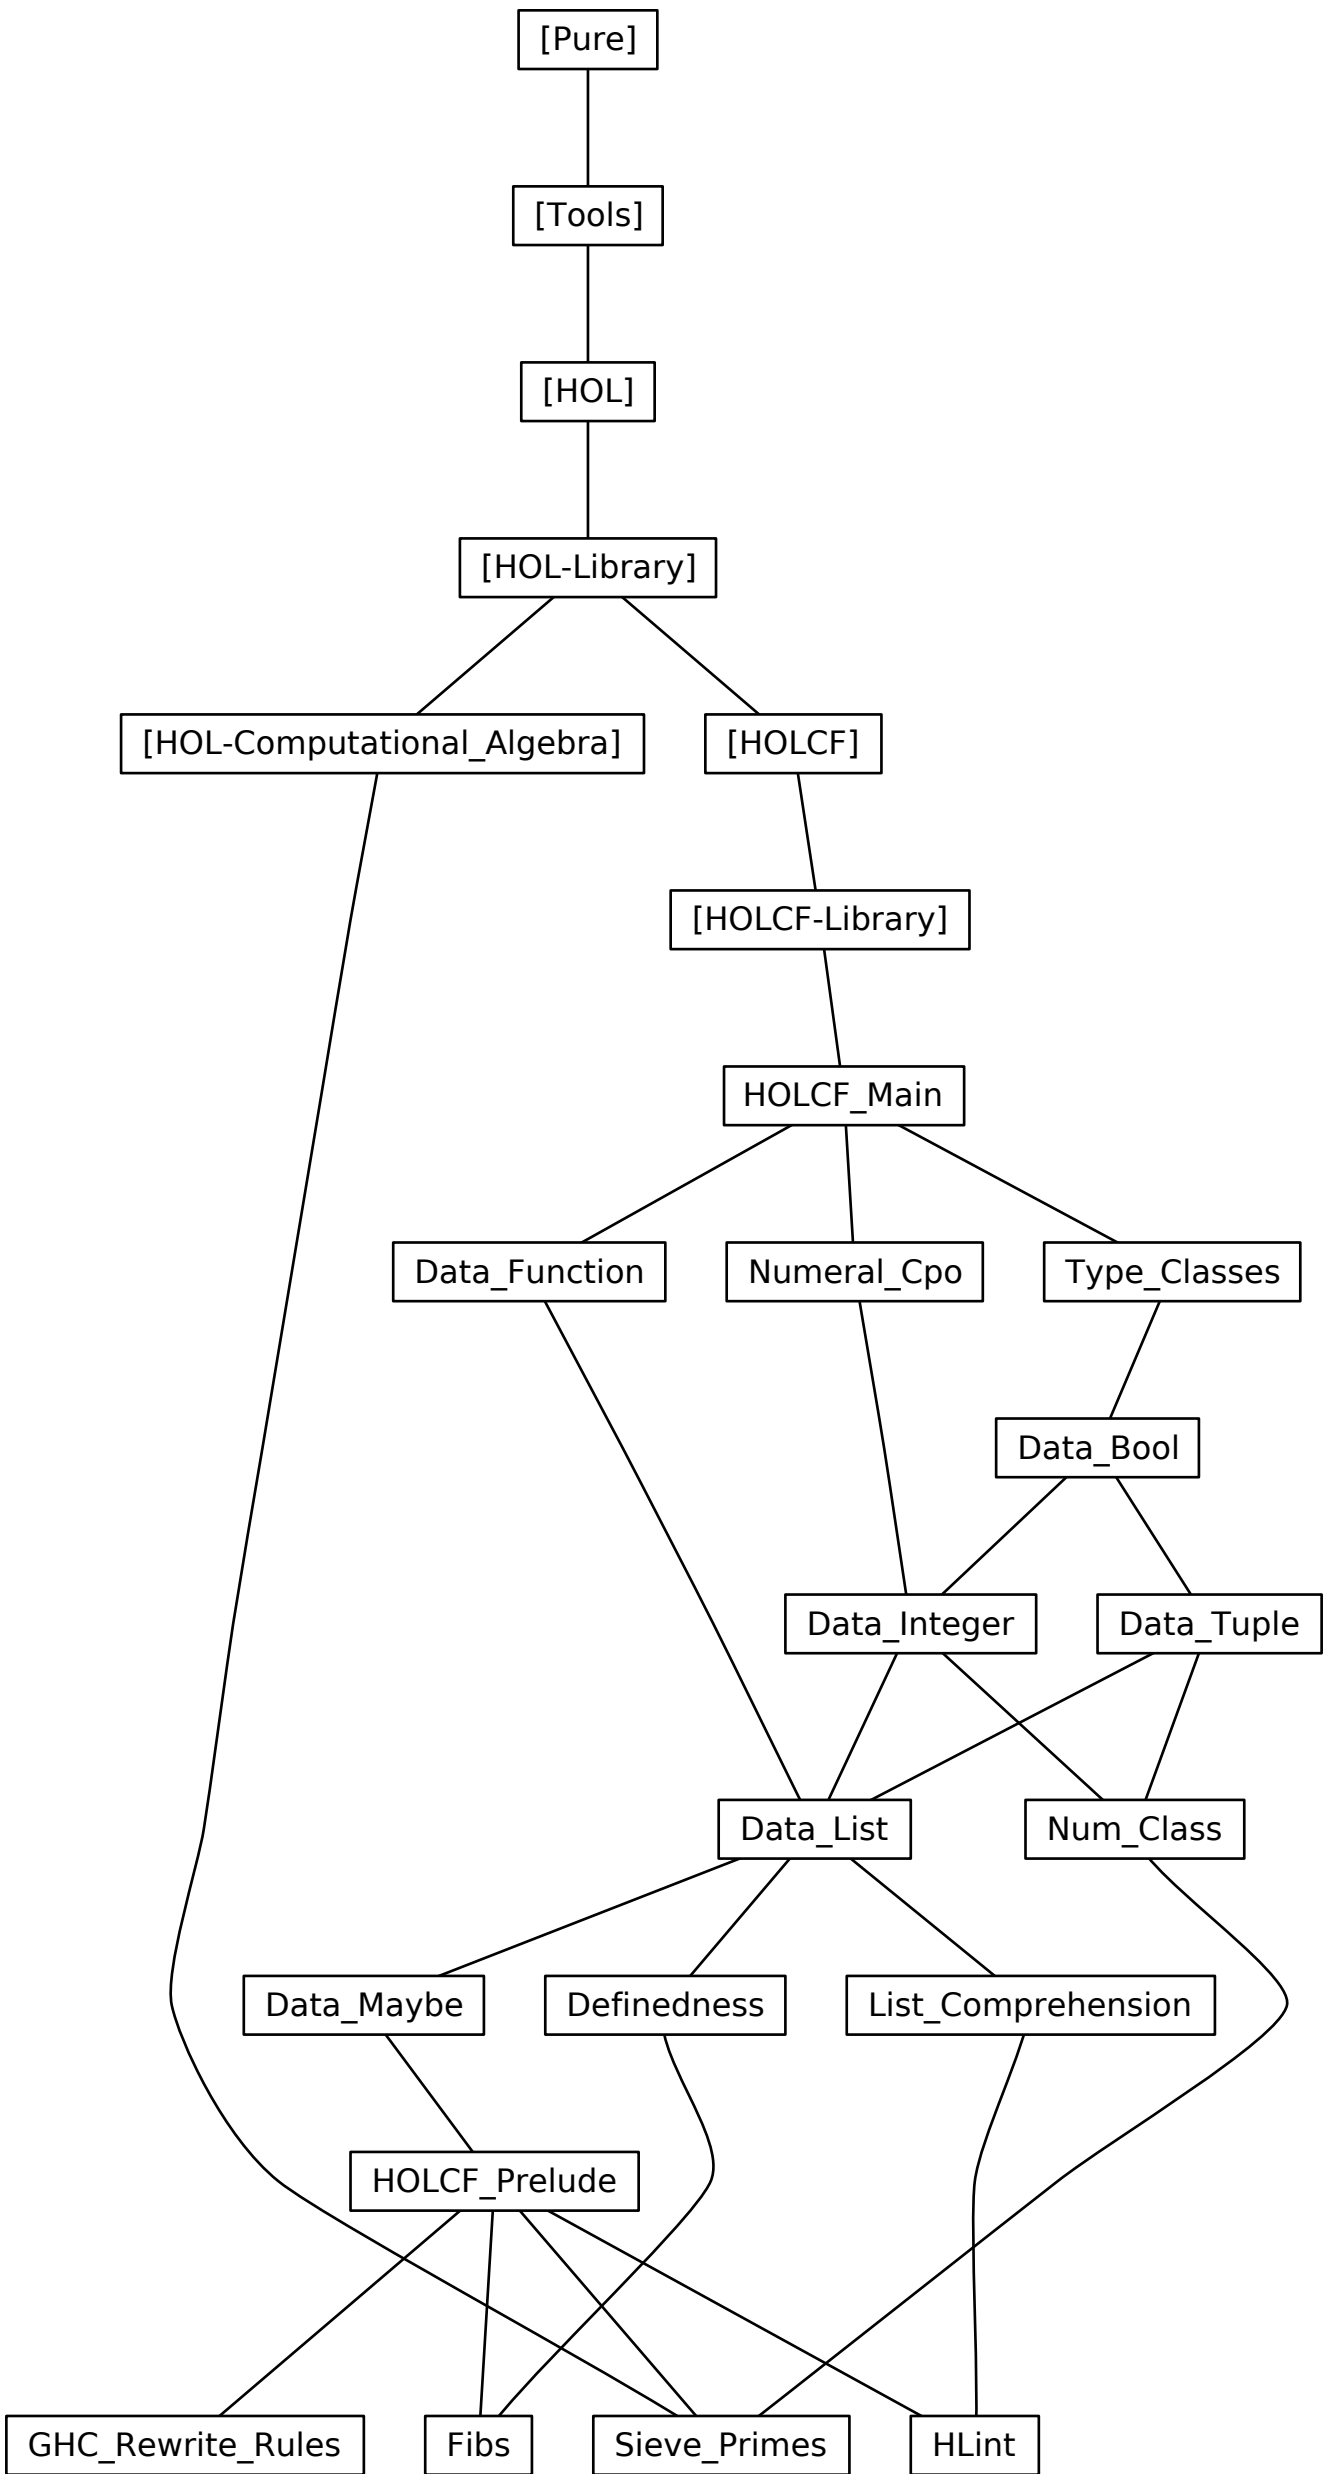 [Pure]
[Tools]
[HOL]
[HOL-Library]
[HOL-Computational_Algebra]
[HOLCF]
[HOLCF-Library]
HOLCF_Main
Data_Function
Numeral_Cpo
Type_Classes
Data_Bool
Data_Integer
Data_Tuple
Data_List
Num_Class
Data_Maybe
Definedness
List_Comprehension
HOLCF_Prelude
GHC_Rewrite_Rules
Fibs
Sieve_Primes
HLint